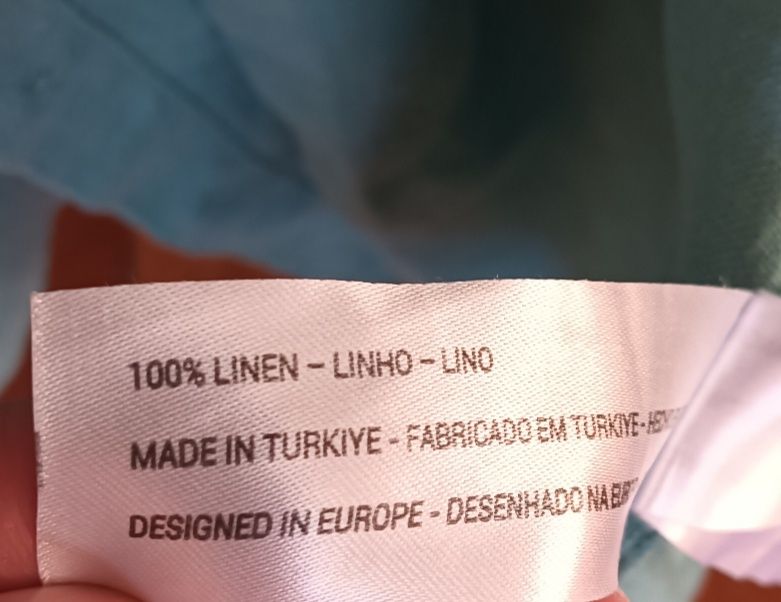 100% LINEN – LINHO – LINO
MADE IN TURKIYE - FABRICADO EM TURKIYE-
DESIGNED IN EUROPE - DESENHADO NA